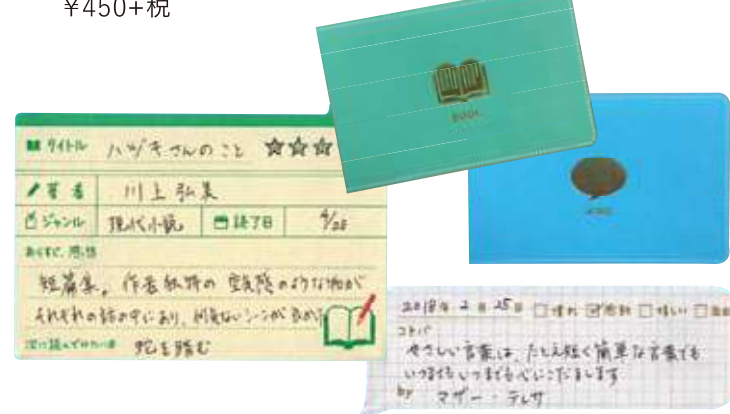 ¥450+税
BOOK
タイトル ハヅキさんのこと
著者 川上弘美
ジャンル 現代小説 読了日 4/28
あらすじ、感想
短篇集。作者独特の空気感のような物が
それぞれの話の中にあり、何気ないシーンが
次に読んでみたい本 蛇を踏む
2018年 2月 25日 □憧れ ☑感動 □嬉しい
コトバ
やさしい言葉は、たとえ短く簡単な言葉でも
いつまでもいつまでも心にこだまします
by マザー・テレサ